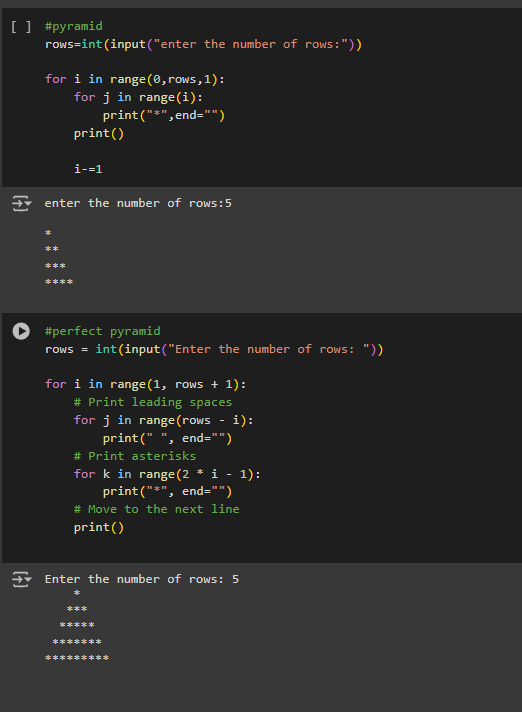 [ ] #pyramid
rows=int(input("enter the number of rows:"))
for i in range(0,rows,1):
    for j in range(i):
        print("*",end="")
    print()
    i-=1
enter the number of rows:5
*
**
***
****
#perfect pyramid
rows = int(input("Enter the number of rows: "))
for i in range(1, rows + 1):
    # Print leading spaces
    for j in range(rows - i):
        print(" ", end="")
    # Print asterisks
    for k in range(2 * i - 1):
        print("*", end="")
    # Move to the next line
    print()
Enter the number of rows: 5
    *
   ***
  *****
 *******
*********